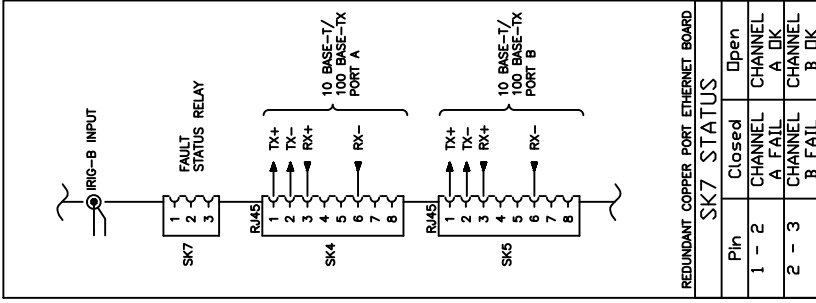 IRIG-B INPUT
SK7
1
2
3
FAULT
STATUS RELAY
RJ45
SK4
1
2
3
4
5
6
7
8
TX+
TX-
RX+
RX-
10 BASE-T/
100 BASE-TX
PORT A
RJ45
SK5
1
2
3
4
5
6
7
8
TX+
TX-
RX+
RX-
10 BASE-T/
100 BASE-TX
PORT B
REDUNDANT COPPER PORT ETHERNET BOARD
SK7 STATUS
Pin Closed Open
1 - 2 CHANNEL A FAIL CHANNEL A OK
2 - 3 CHANNEL B FAIL CHANNEL B OK